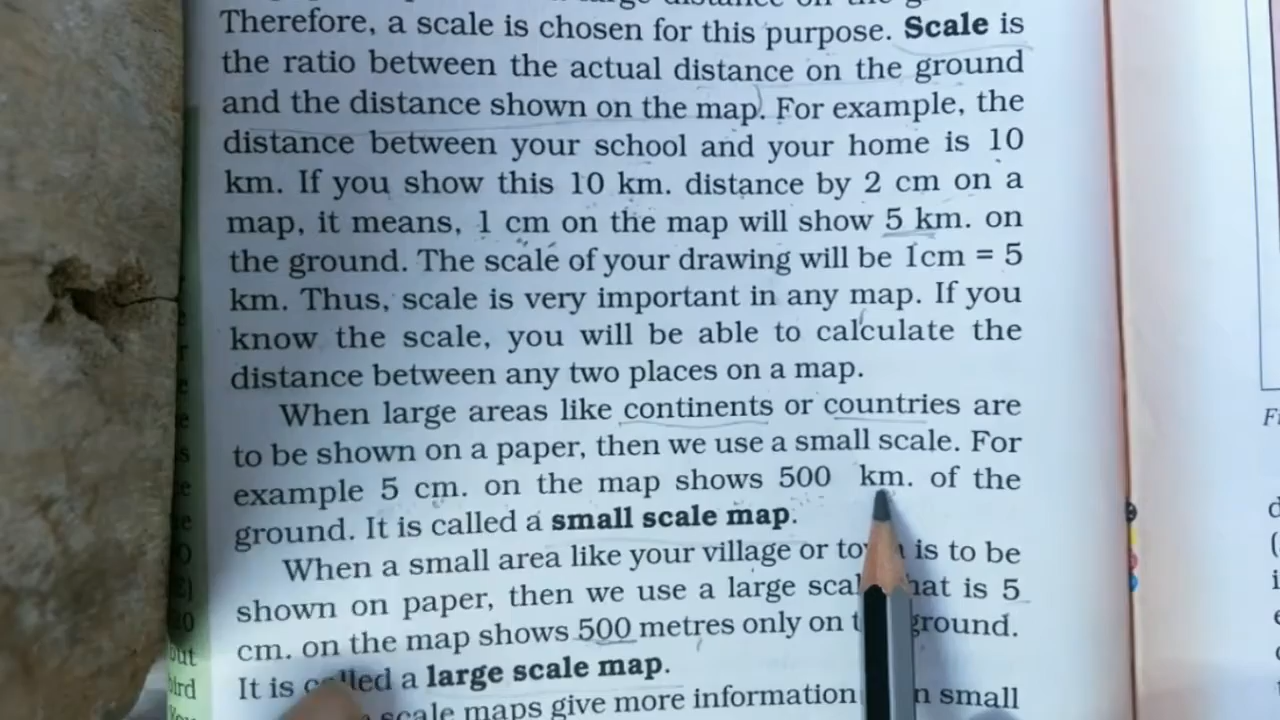 Therefore, a scale is chosen for this purpose. Scale is
the ratio between the actual distance on the ground
and the distance shown on the map. For example, the
distance between your school and your home is 10
km. If you show this 10 km. distance by 2 cm on a
map, it means, 1 cm on the map will show 5 km. on
the ground. The scale of your drawing will be 1cm = 5
km. Thus, scale is very important in any map. If you
know the scale, you will be able to calculate the
distance between any two places on a map.
When large areas like continents or countries are
to be shown on a paper, then we use a small scale. For
example 5 cm. on the map shows 500 km. of the
ground. It is called a small scale map.
When a small area like your village or is to be
shown on paper, then we use a large is 5
cm. on the map shows 500 metres only on ground.
It is a large scale map.
scale maps give more information small